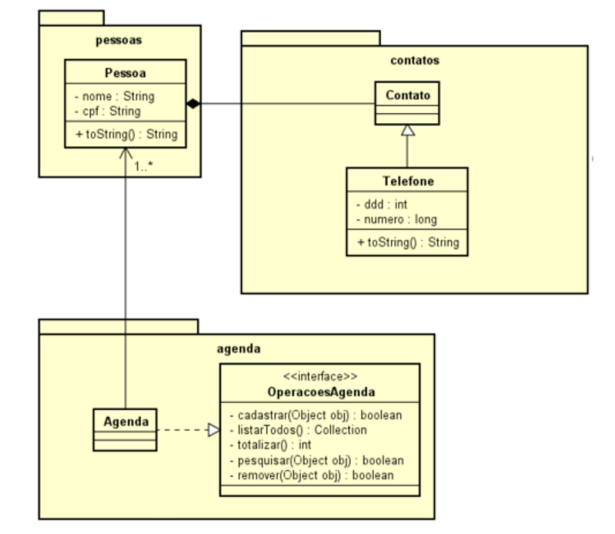 pessoas
Pessoa
- nome : String
- cpf : String
+ toString() : String
1..*
contatos
Contato
Telefone
- ddd : int
- numero : long
+ toString() : String
agenda
Agenda
<<interface>>
OperacoesAgenda
- cadastrar(Object obj) : boolean
- listarTodos() : Collection
- totalizar() : int
- pesquisar(Object obj) : boolean
- remover(Object obj) : boolean